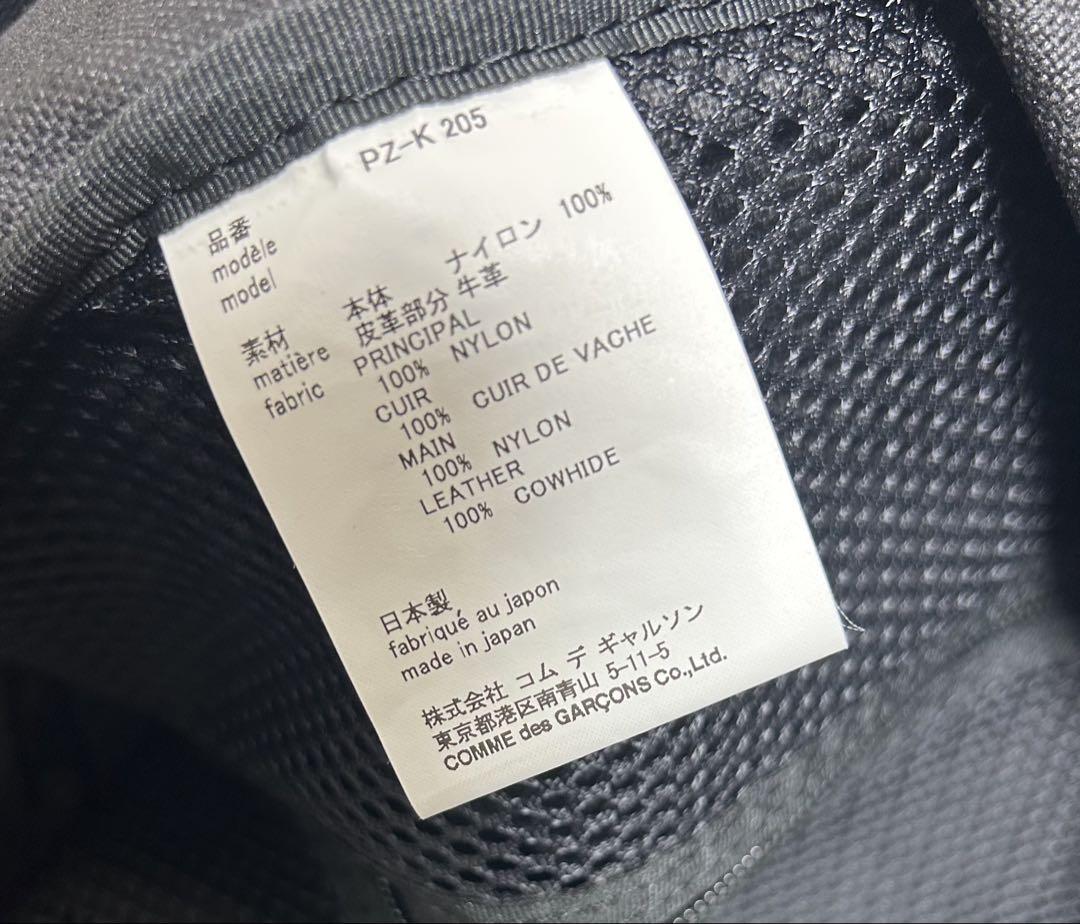 PZ-K 205
品番
modèle
model
素材
matière
fabric
本体 ナイロン 100%
皮革部分 牛革
PRINCIPAL
100% NYLON
CUIR
100% CUIR DE VACHE
MAIN
100% NYLON
LEATHER
100% COWHIDE
日本製
fabriqué au japon
made in japan
株式会社 コム デ ギャルソン
東京都港区南青山 5-11-5
COMME des GARÇONS Co.,Ltd.